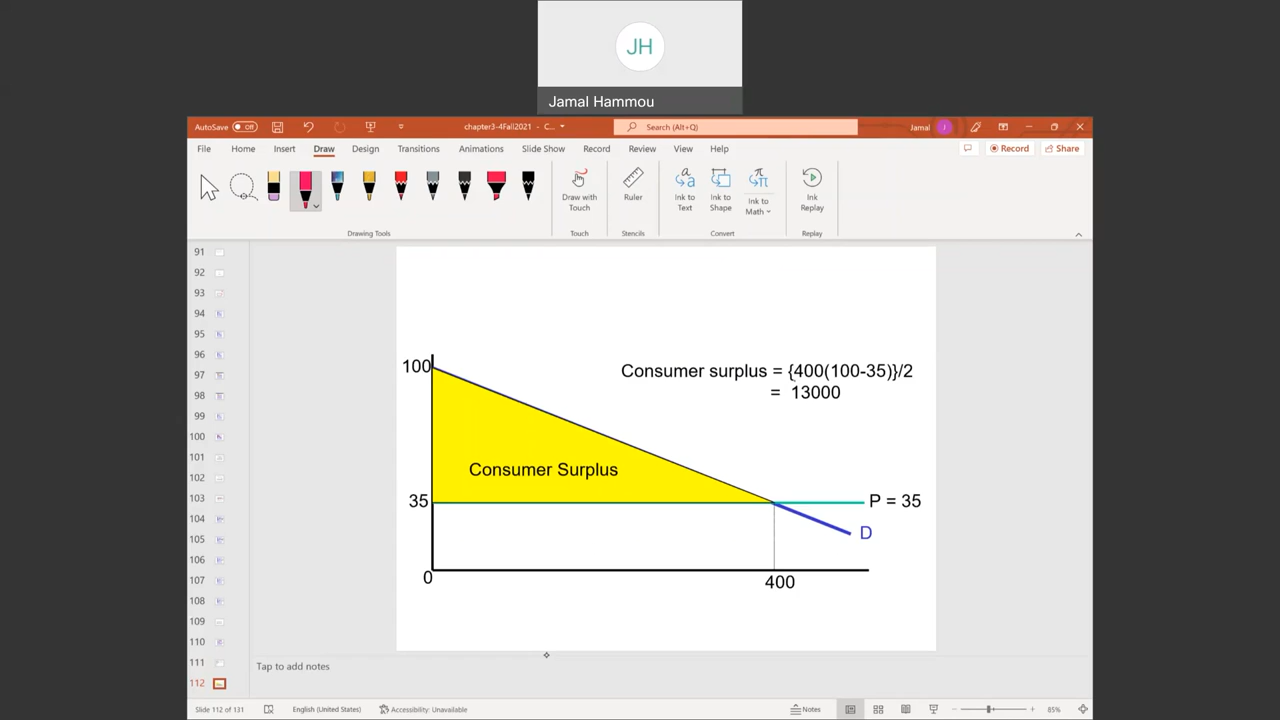 JH
Jamal Hammou
AutoSave Off
chapter3-4Fall2021 - C...
Search (Alt+Q)
Jamal J
File Home Insert Draw Design Transitions Animations Slide Show Record Review View Help
Record Share
Draw with Touch
Ruler
Ink to Text
Ink to Shape
Ink to Math
Ink Replay
Drawing Tools
Touch
Stencils
Convert
Replay
91
92
93
94
95
96
97
98
99
100
101
102
103
104
105
106
107
108
109
110
111
112
100
Consumer surplus = {400(100-35)}/2
= 13000
Consumer Surplus
35
P = 35
D
0
400
Tap to add notes
Slide 112 of 131
English (United States)
Accessibility: Unavailable
Notes
85%